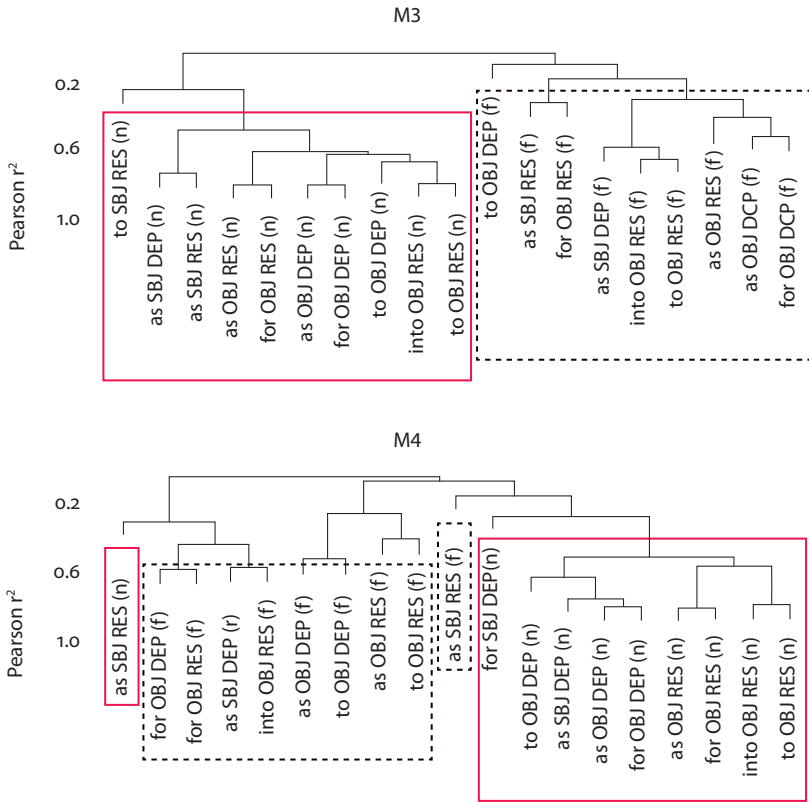 M3
Pearson r²
0.2
0.6
1.0
to SBJ RES (n)
as SBJ DEP (n)
as SBJ RES (n)
as OBJ RES (n)
for OBJ RES (n)
as OBJ DEP (n)
for OBJ DEP (n)
to OBJ DEP (n)
into OBJ RES (n)
to OBJ RES (n)
to OBJ DEP (f)
as SBJ RES (f)
for OBJ RES (f)
as SBJ DEP (f)
into OBJ RES (f)
to OBJ RES (f)
as OBJ RES (f)
as OBJ DCP (f)
for OBJ DCP (f)
M4
Pearson r²
0.2
0.6
1.0
as SBJ RES (n)
for OBJ DEP (f)
for OBJ RES (f)
as SBJ DEP (r)
into OBJ RES (f)
as OBJ DEP (f)
to OBJ DEP (f)
as OBJ RES (f)
to OBJ RES (f)
as SBJ RES (f)
for SBJ DEP(n)
to OBJ DEP (n)
as SBJ DEP (n)
as OBJ DEP (n)
for OBJ DEP (n)
as OBJ RES (n)
for OBJ RES (n)
into OBJ RES (n)
to OBJ RES (n)